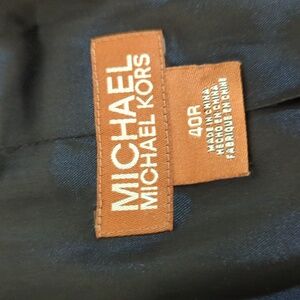 MICHAEL
MICHAEL KORS
40R
MADE IN CHINA
HECHO EN CHINA
FABRIQUE EN CHINE